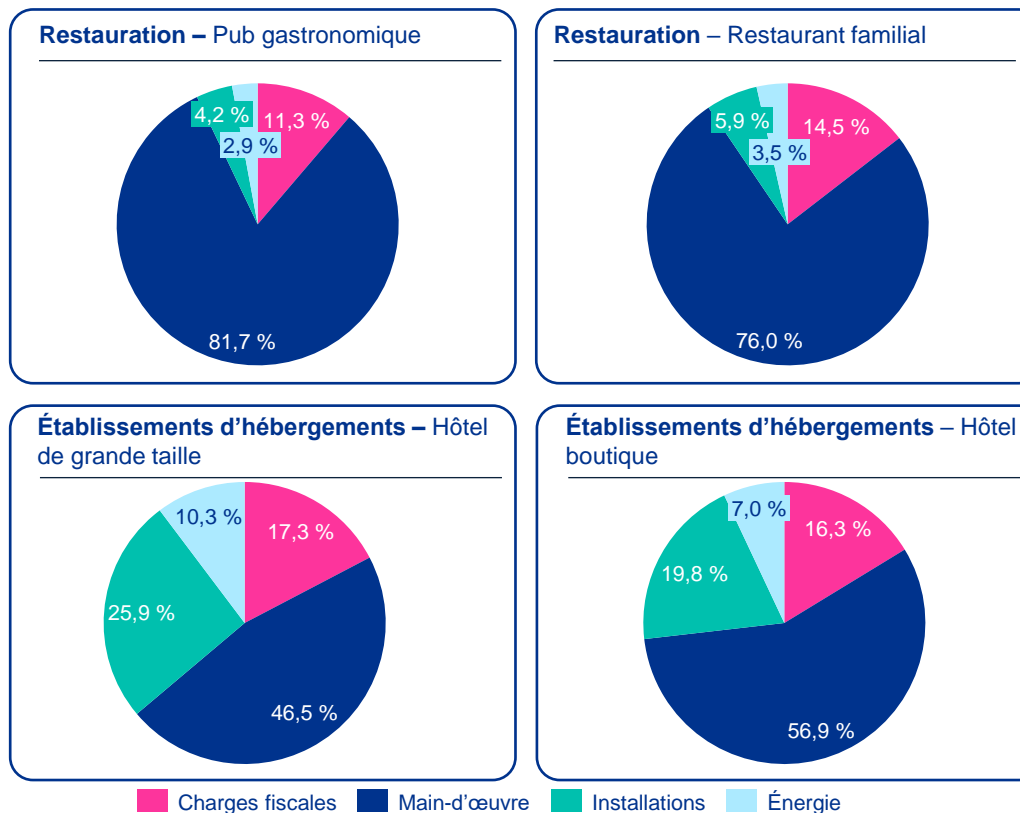 Restauration – Pub gastronomique
4,2 %
11,3 %
2,9 %
81,7 %
Restauration – Restaurant familial
5,9 %
14,5 %
3,5 %
76,0 %
Établissements d’hébergements – Hôtel
de grande taille
10,3 %
17,3 %
25,9 %
46,5 %
Établissements d’hébergements – Hôtel
boutique
7,0 %
16,3 %
19,8 %
56,9 %
Charges fiscales Main-d’œuvre Installations Énergie